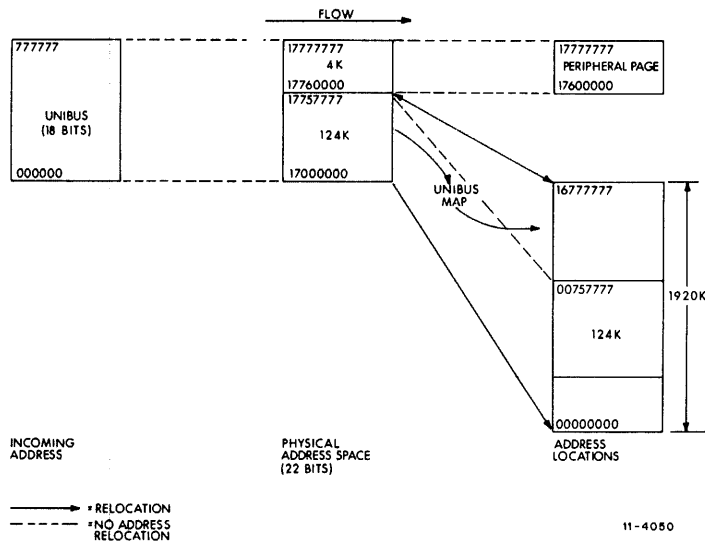 FLOW
777777
UNIBUS
(18 BITS)
000000
17777777
4K
17760000
17757777
124K
17000000
17777777
PERIPHERAL PAGE
17600000
UNIBUS
MAP
16777777
00757777
124K
00000000
1920K
INCOMING
ADDRESS
PHYSICAL
ADDRESS SPACE
(22 BITS)
ADDRESS
LOCATIONS
= RELOCATION
= NO ADDRESS
RELOCATION
11-4050